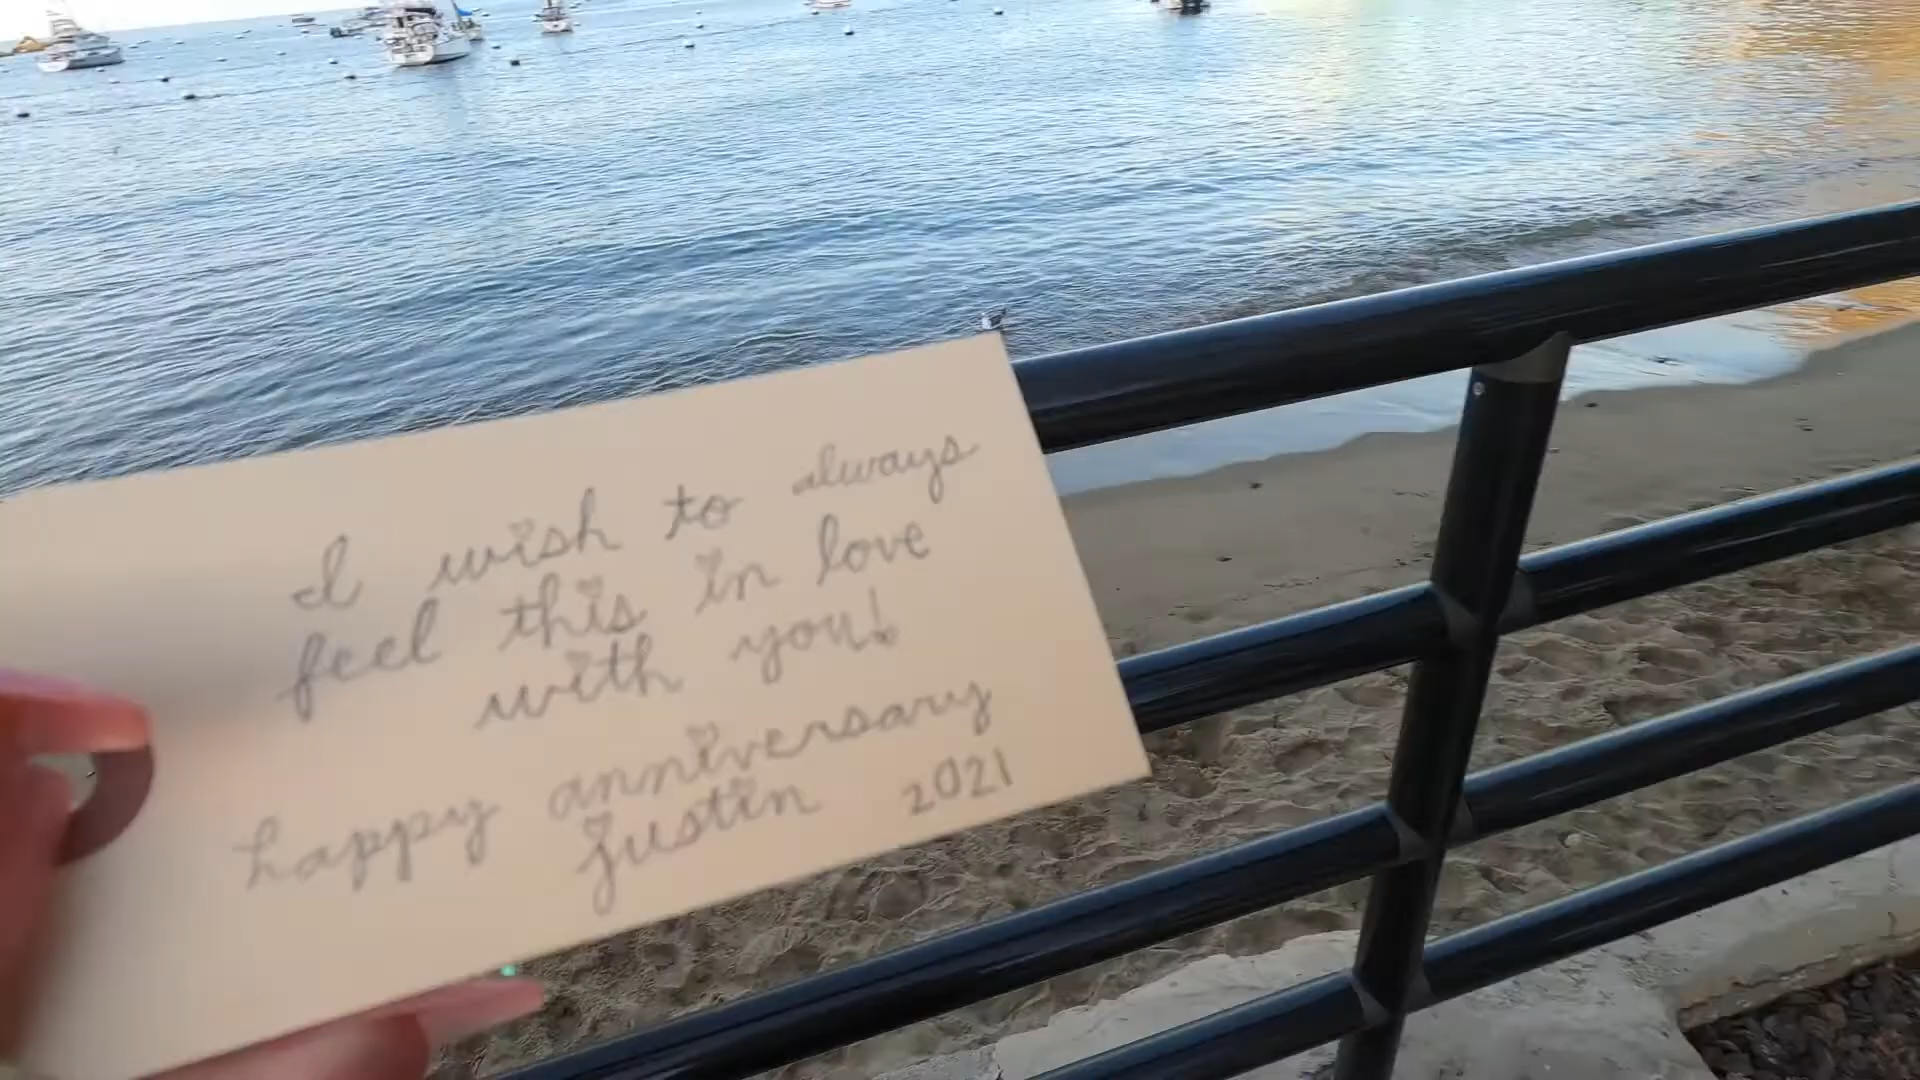 I wish to always
feel this in love
with you!
happy anniversary
Justin 2021